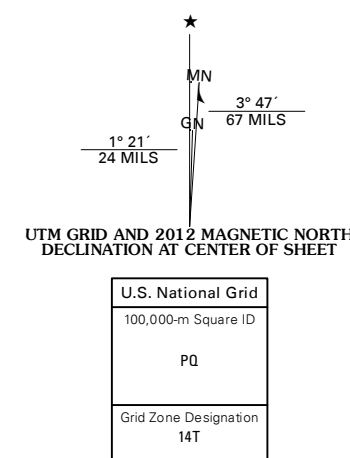 ★
MN
3° 47´
67 MILS
GN
1° 21´
24 MILS
UTM GRID AND 2012 MAGNETIC NORTH
DECLINATION AT CENTER OF SHEET
U.S. National Grid
100,000-m Square ID
PQ
Grid Zone Designation
14T